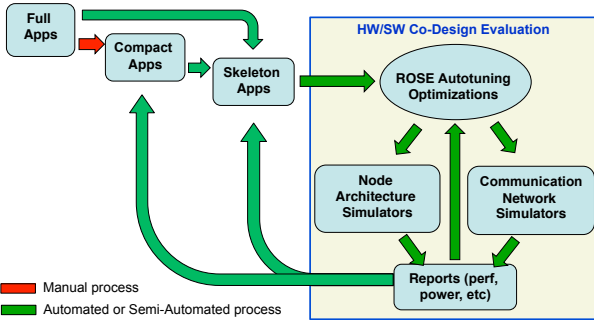 Full
Apps
Compact
Apps
Skeleton
Apps
HW/SW Co-Design Evaluation
ROSE Autotuning
Optimizations
Node
Architecture
Simulators
Communication
Network
Simulators
Reports (perf,
power, etc)
Manual process
Automated or Semi-Automated process